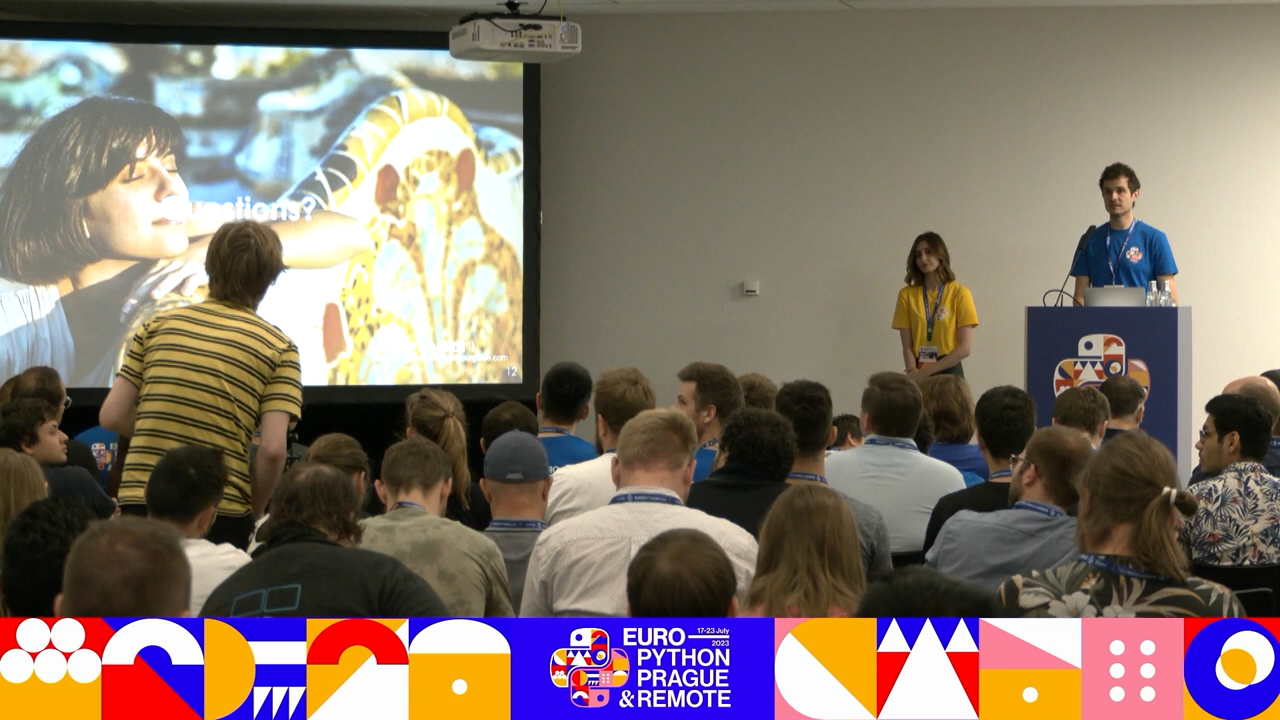 Questions?
12
EURO
17-23 July
2023
PYTHON
PRAGUE
& REMOTE